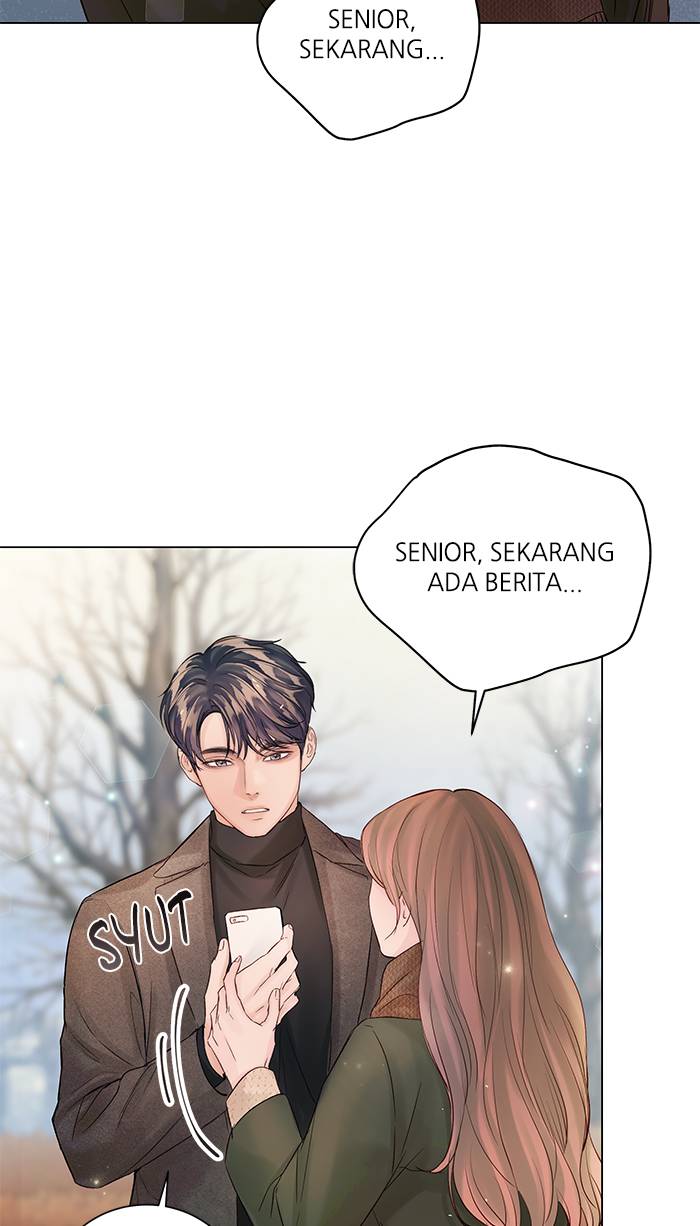 SENIOR,
SEKARANG...
SENIOR, SEKARANG
ADA BERITA...
SYUT